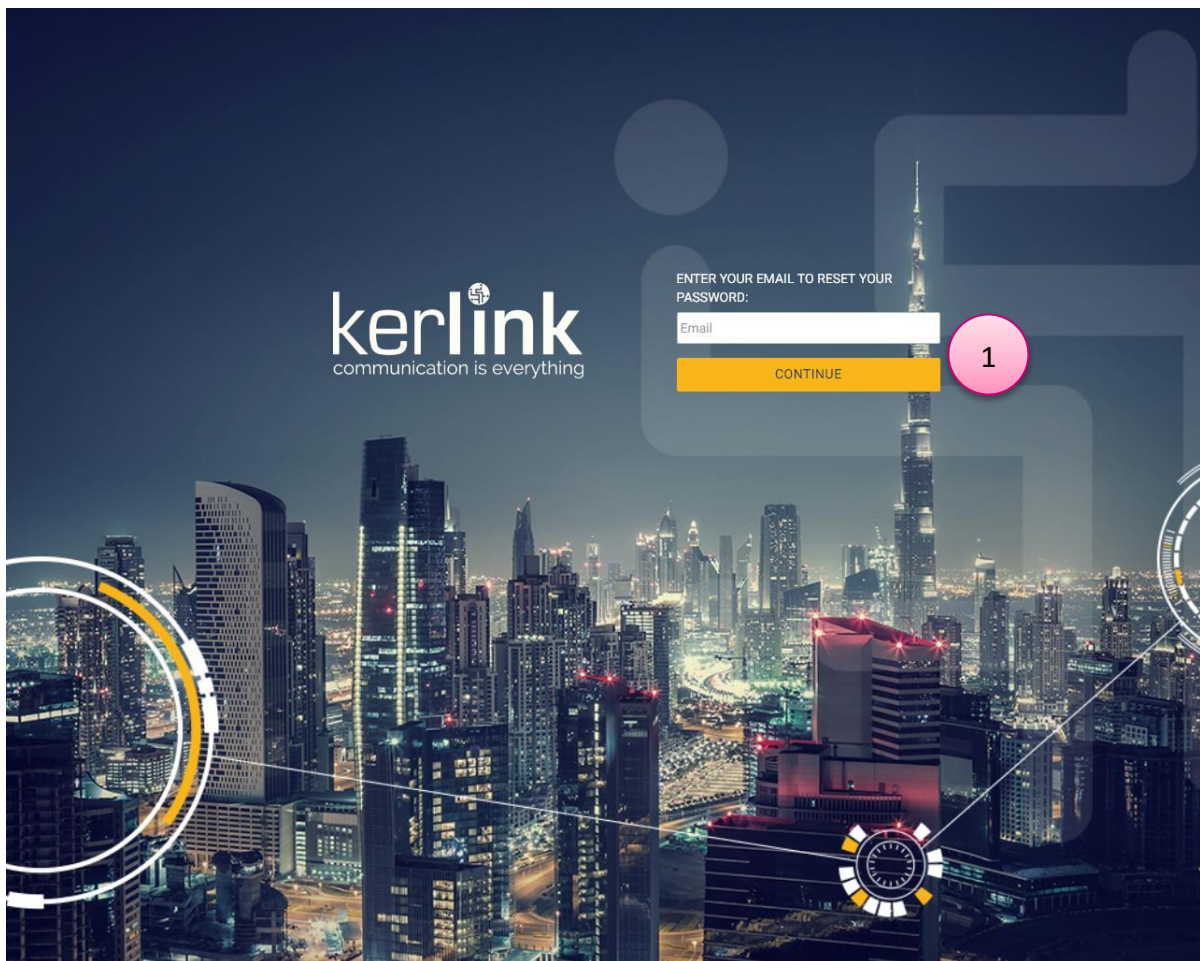 kerlink
communication is everything
ENTER YOUR EMAIL TO RESET YOUR
PASSWORD:
Email
CONTINUE
1